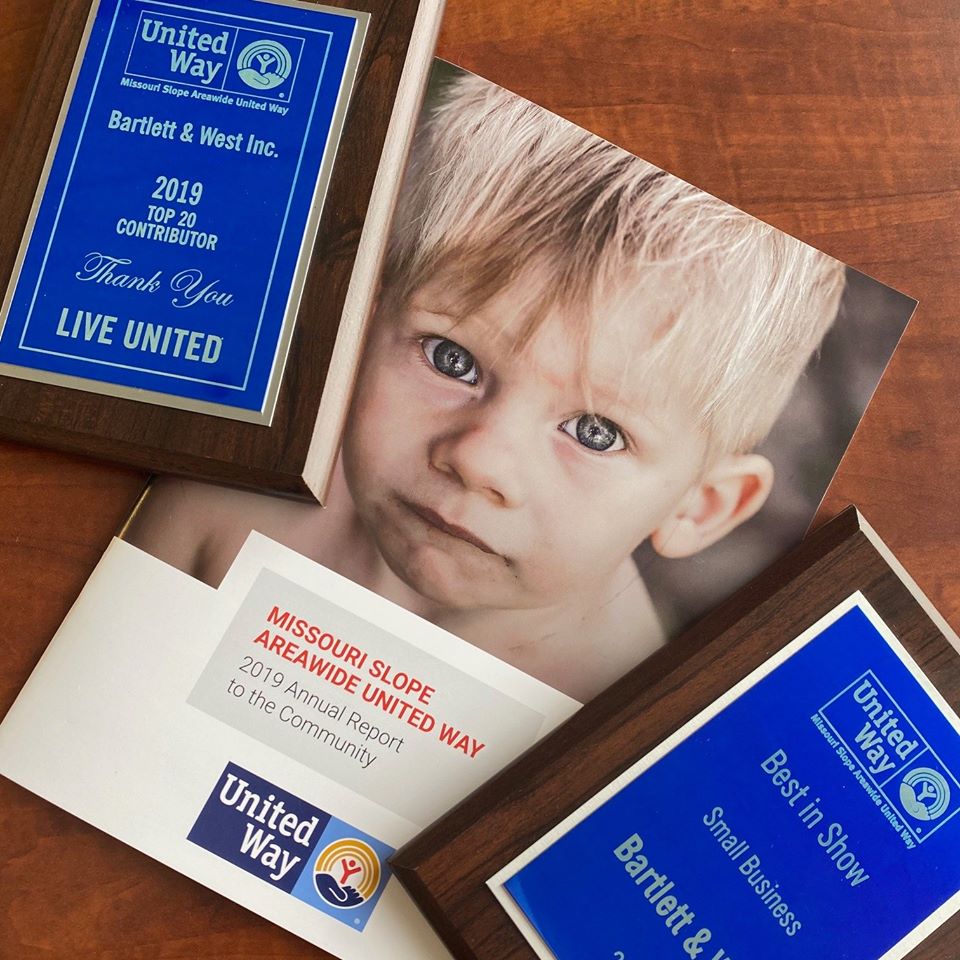 United
Way
Missouri Slope Areawide United Way
Bartlett & West Inc.
2019
TOP 20
CONTRIBUTOR
Thank You
LIVE UNITED
MISSOURI SLOPE
AREAWIDE UNITED WAY
2019 Annual Report
to the Community
United
Way
United
Way
Missouri Slope Areawide United Way
Best in Show
Small Business
Bartlett &